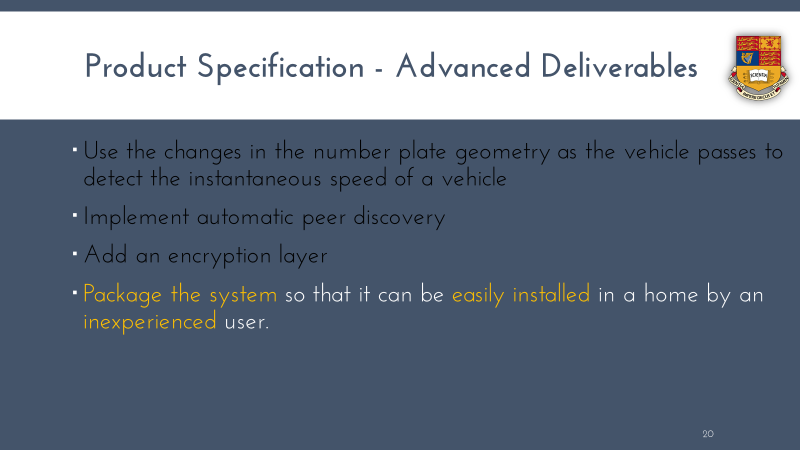 Product Specification - Advanced Deliverables
SCIENTIA
▪ Use the changes in the number plate geometry as the vehicle passes to
detect the instantaneous speed of a vehicle
▪ Implement automatic peer discovery
▪ Add an encryption layer
▪ Package the system so that it can be easily installed in a home by an
inexperienced user.
20